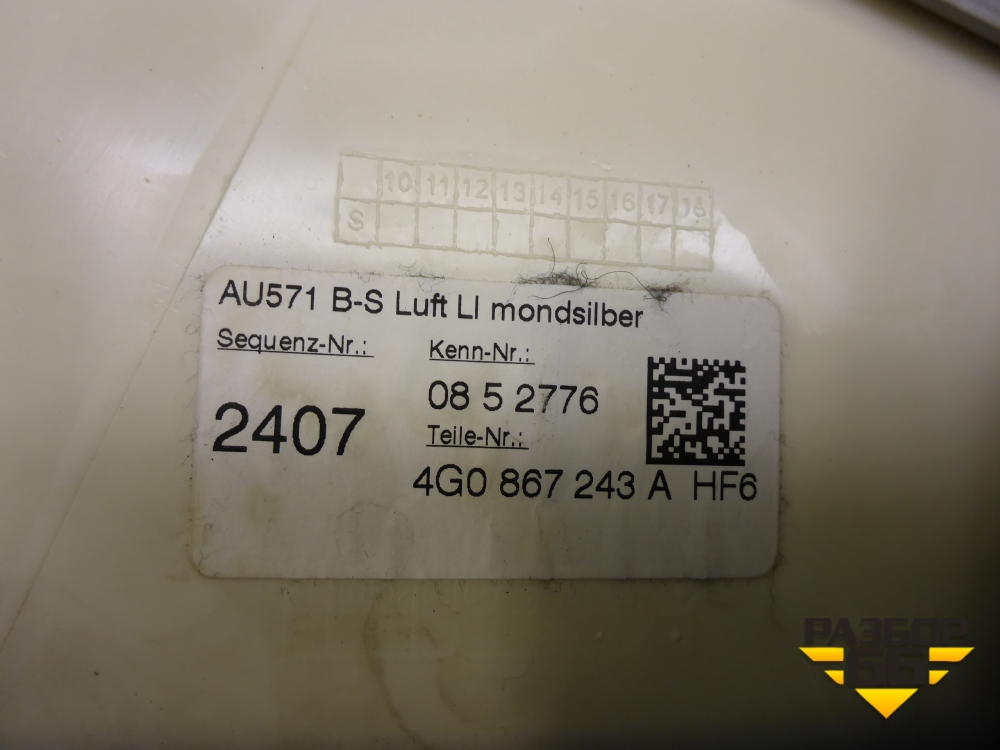 10 11 12 13 14 15 16 17 18
S
AU571 B-S Luft LI mondsilber
Sequenz-Nr.:
Kenn-Nr.:
08 5 2776
2407
Teile-Nr.:
4G0 867 243 A HF6
РАЗБОР
66